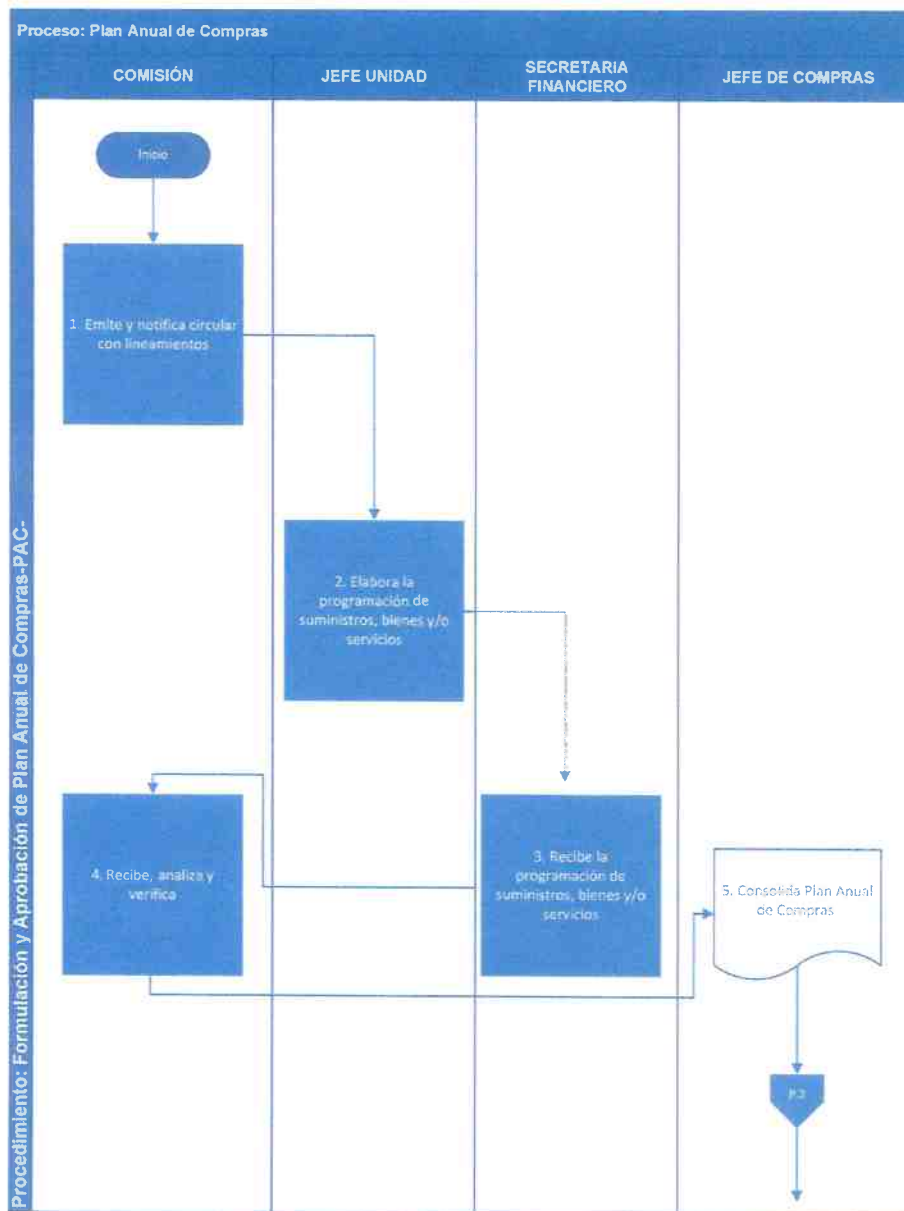 Proceso: Plan Anual de Compras
COMISIÓN
JEFE UNIDAD
SECRETARIA
FINANCIERO
JEFE DE COMPRAS
Procedimiento: Formulación y Aprobación de Plan Anual de Compras-PAC-
Inicio
1. Emite y notifica circular
con lineamientos
2. Elabora la
programación de
suministros, bienes y/o
servicios
3. Recibe la
programación de
suministros, bienes y/o
servicios
4. Recibe, analiza y
verifica
5. Consolida Plan Anual
de Compras